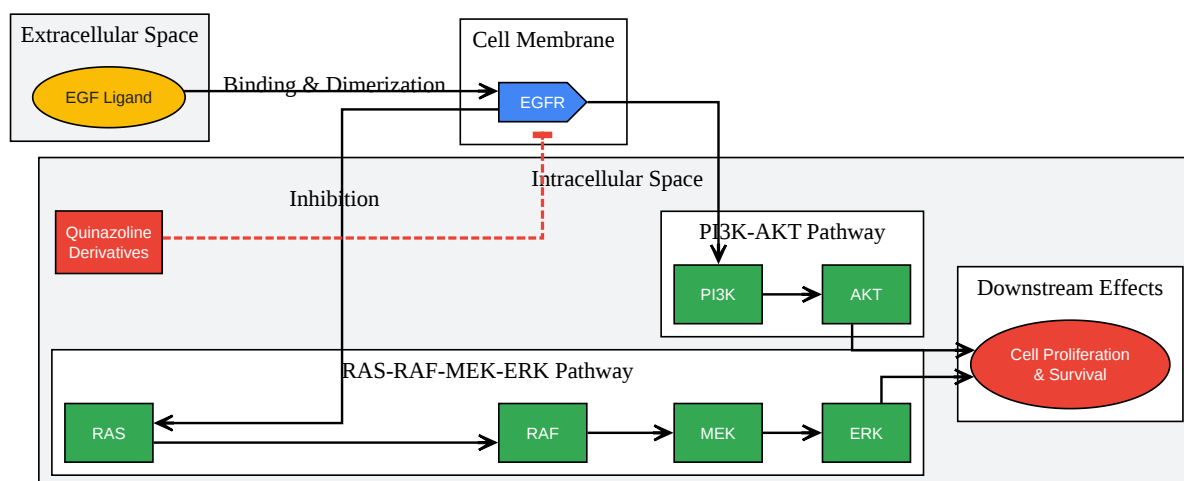 Extracellular Space
Cell Membrane
EGF Ligand
Binding & Dimerization
EGFR
Intracellular Space
Inhibition
Quinazoline
Derivatives
PI3K-AKT Pathway
PI3K
AKT
Downstream Effects
Cell Proliferation
& Survival
RAS-RAF-MEK-ERK Pathway
RAS
RAF
MEK
ERK